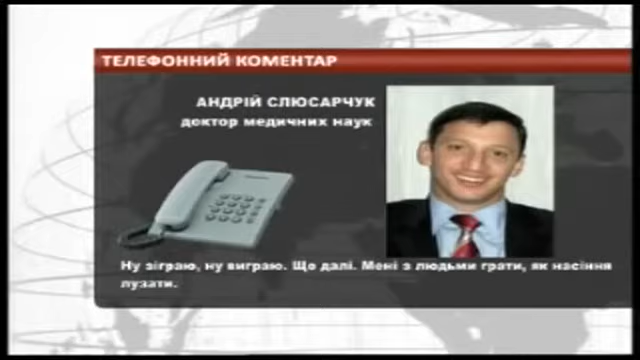 ТЕЛЕФОННИЙ КОМЕНТАР
АНДРІЙ СЛЮСАРЧУК
доктор медичних наук
Ну зіграю, ну виграю. Що далі. Мені з людьми грати, як насіння
лузати.